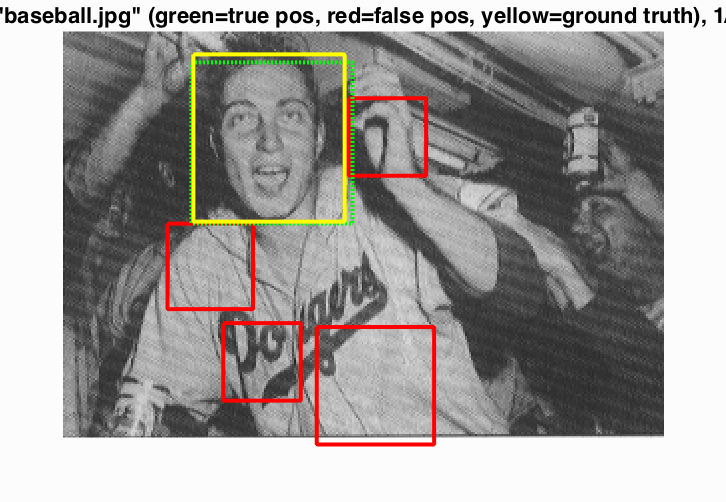 "baseball.jpg" (green=true pos, red=false pos, yellow=ground truth), 1/
Dodgers